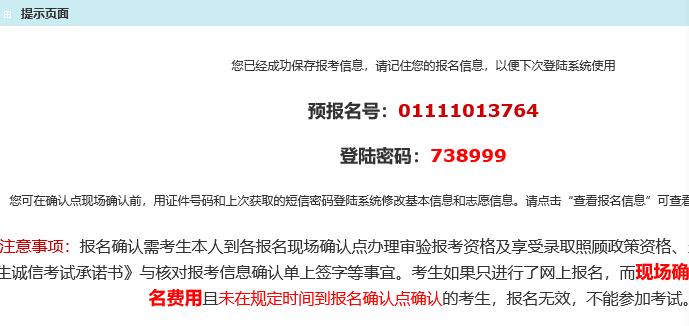 提示页面
您已经成功保存报考信息，请记住您的报名信息，以便下次登陆系统使用
预报名号：01111013764
登陆密码：738999
您可在确认点现场确认前，用证件号码和上次获取的短信密码登陆系统修改基本信息和志愿信息。请点击“查看报名信息”可查看
注意事项：报名确认需考生本人到各报名现场确认点办理审验报考资格及享受录取照顾政策资格、
生诚信考试承诺书》与核对报考信息确认单上签字等事宜。考生如果只进行了网上报名，而现场确
名费用且未在规定时间到报名确认点确认的考生，报名无效，不能参加考试。